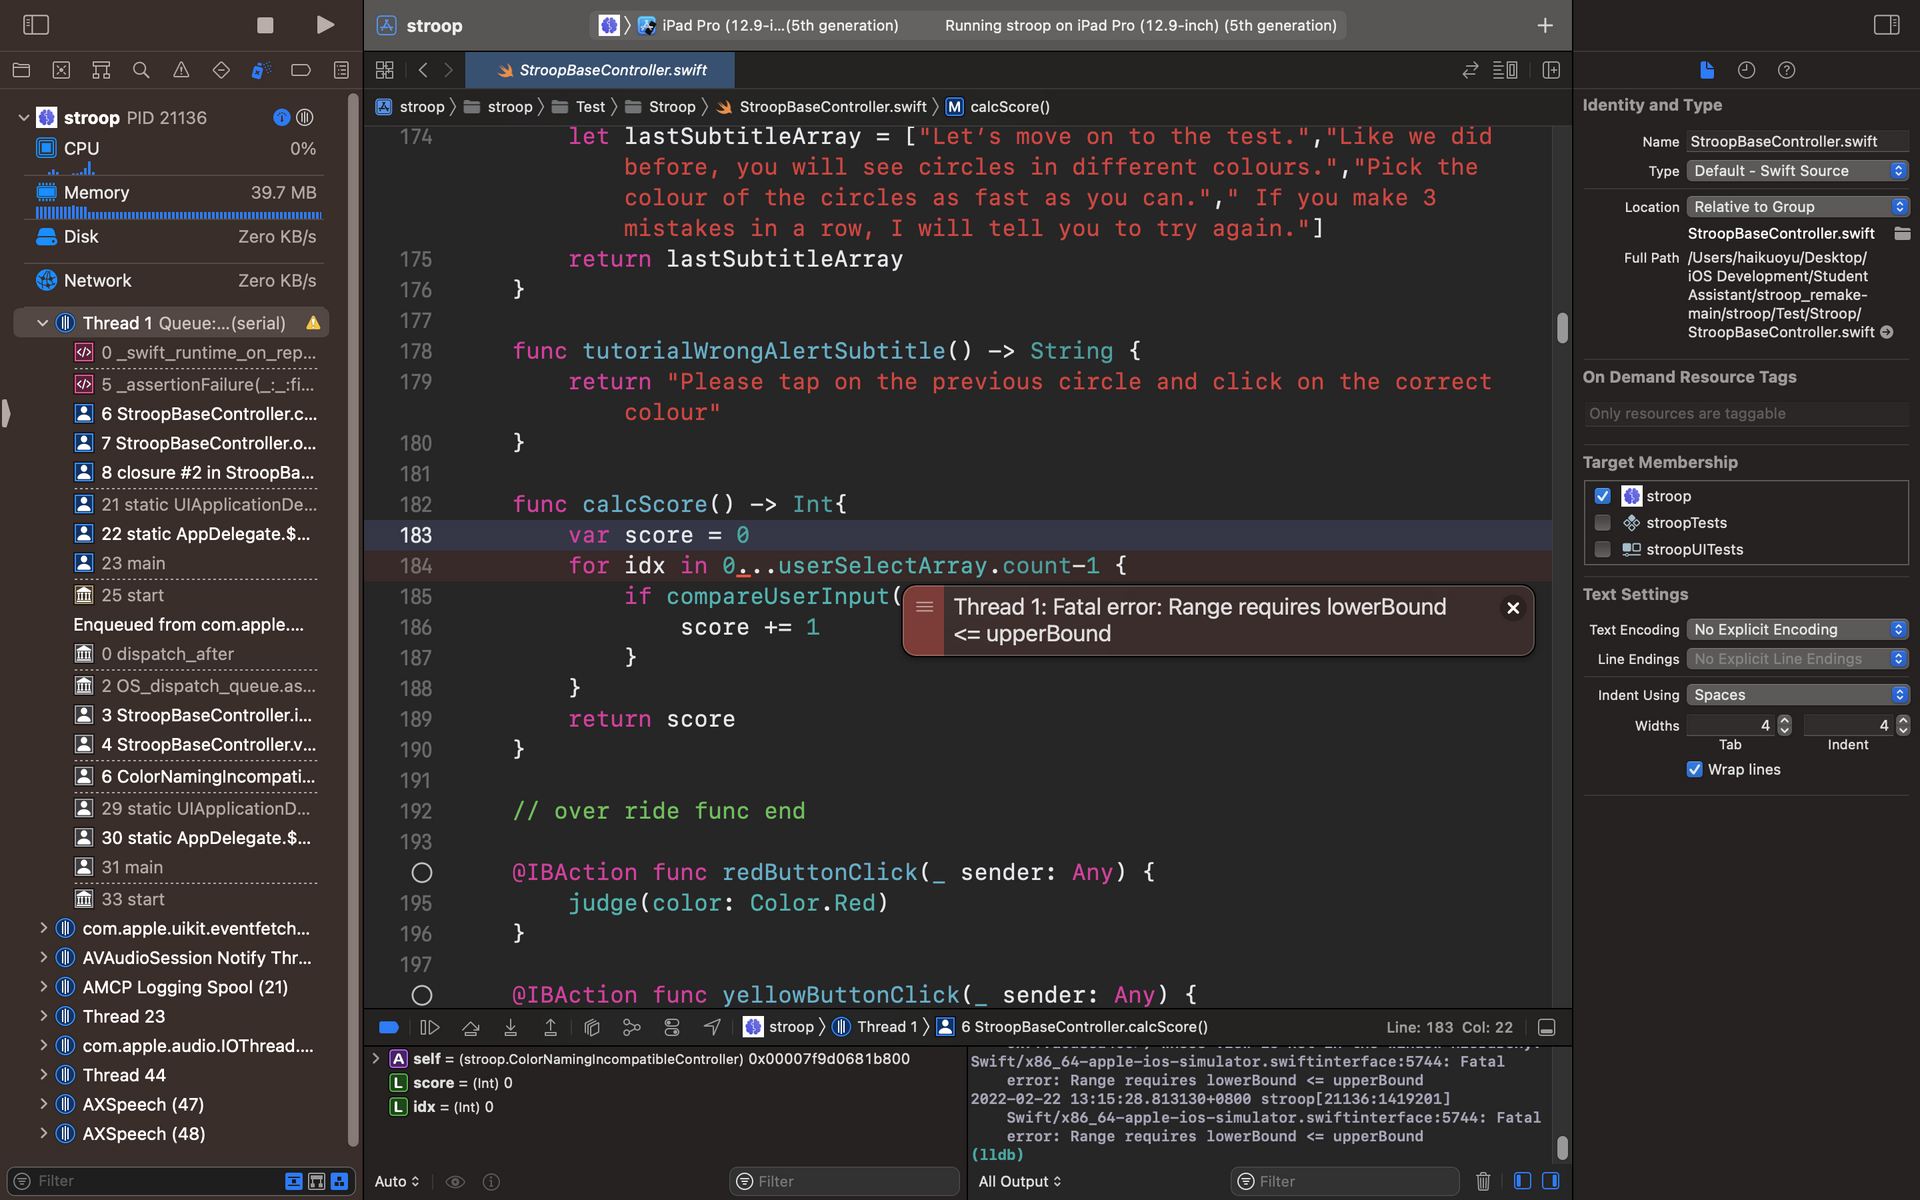 stroop
iPad Pro (12.9-i...(5th generation)
Running stroop on iPad Pro (12.9-inch) (5th generation)
StroopBaseController.swift
stroop
stroop
Test
Stroop
StroopBaseController.swift
M calcScore()
stroop PID 21136
CPU 0%
Memory 39.7 MB
Disk Zero KB/s
Network Zero KB/s
Thread 1 Queue:...(serial)
0 _swift_runtime_on_rep...
5 _assertionFailure(_:_:fi...
6 StroopBaseController.c...
7 StroopBaseController.o...
8 closure #2 in StroopBa...
21 static UIApplicationDe...
22 static AppDelegate.$...
23 main
25 start
Enqueued from com.apple....
0 dispatch_after
2 OS_dispatch_queue.as...
3 StroopBaseController.i...
4 StroopBaseController.v...
6 ColorNamingIncompati...
29 static UIApplicationD...
30 static AppDelegate.$...
31 main
33 start
com.apple.uikit.eventfetch...
AVAudioSession Notify Thr...
AMCP Logging Spool (21)
Thread 23
com.apple.audio.IOThread....
Thread 44
AXSpeech (47)
AXSpeech (48)
Filter
174 let lastSubtitleArray = ["Let’s move on to the test.","Like we did
before, you will see circles in different colours.","Pick the
colour of the circles as fast as you can."," If you make 3
mistakes in a row, I will tell you to try again."]
175 return lastSubtitleArray
176 }
177
178 func tutorialWrongAlertSubtitle() -> String {
179 return "Please tap on the previous circle and click on the correct
colour"
180 }
181
182 func calcScore() -> Int{
183 var score = 0
184 for idx in 0...userSelectArray.count-1 {
185 if compareUserInput(
186 score += 1
187 }
188 }
189 return score
190 }
191
192 // over ride func end
193
@IBAction func redButtonClick(_ sender: Any) {
195 judge(color: Color.Red)
196 }
197
@IBAction func yellowButtonClick(_ sender: Any) {
Thread 1: Fatal error: Range requires lowerBound
<= upperBound
stroop
Thread 1
6 StroopBaseController.calcScore()
Line: 183 Col: 22
A self = (stroop.ColorNamingIncompatibleController) 0x00007f9d0681b800
L score = (Int) 0
L idx = (Int) 0
Auto
Filter
Swift/x86_64-apple-ios-simulator.swiftinterface:5744: Fatal
error: Range requires lowerBound <= upperBound
2022-02-22 13:15:28.813130+0800 stroop[21136:1419201]
Swift/x86_64-apple-ios-simulator.swiftinterface:5744: Fatal
error: Range requires lowerBound <= upperBound
(lldb)
All Output
Filter
Identity and Type
Name StroopBaseController.swift
Type Default - Swift Source
Location Relative to Group
StroopBaseController.swift
Full Path /Users/haikuoyu/Desktop/
iOS Development/Student
Assistant/stroop_remake-
main/stroop/Test/Stroop/
StroopBaseController.swift
On Demand Resource Tags
Only resources are taggable
Target Membership
stroop
stroopTests
stroopUITests
Text Settings
Text Encoding No Explicit Encoding
Line Endings No Explicit Line Endings
Indent Using Spaces
Widths 4 4
Tab Indent
Wrap lines